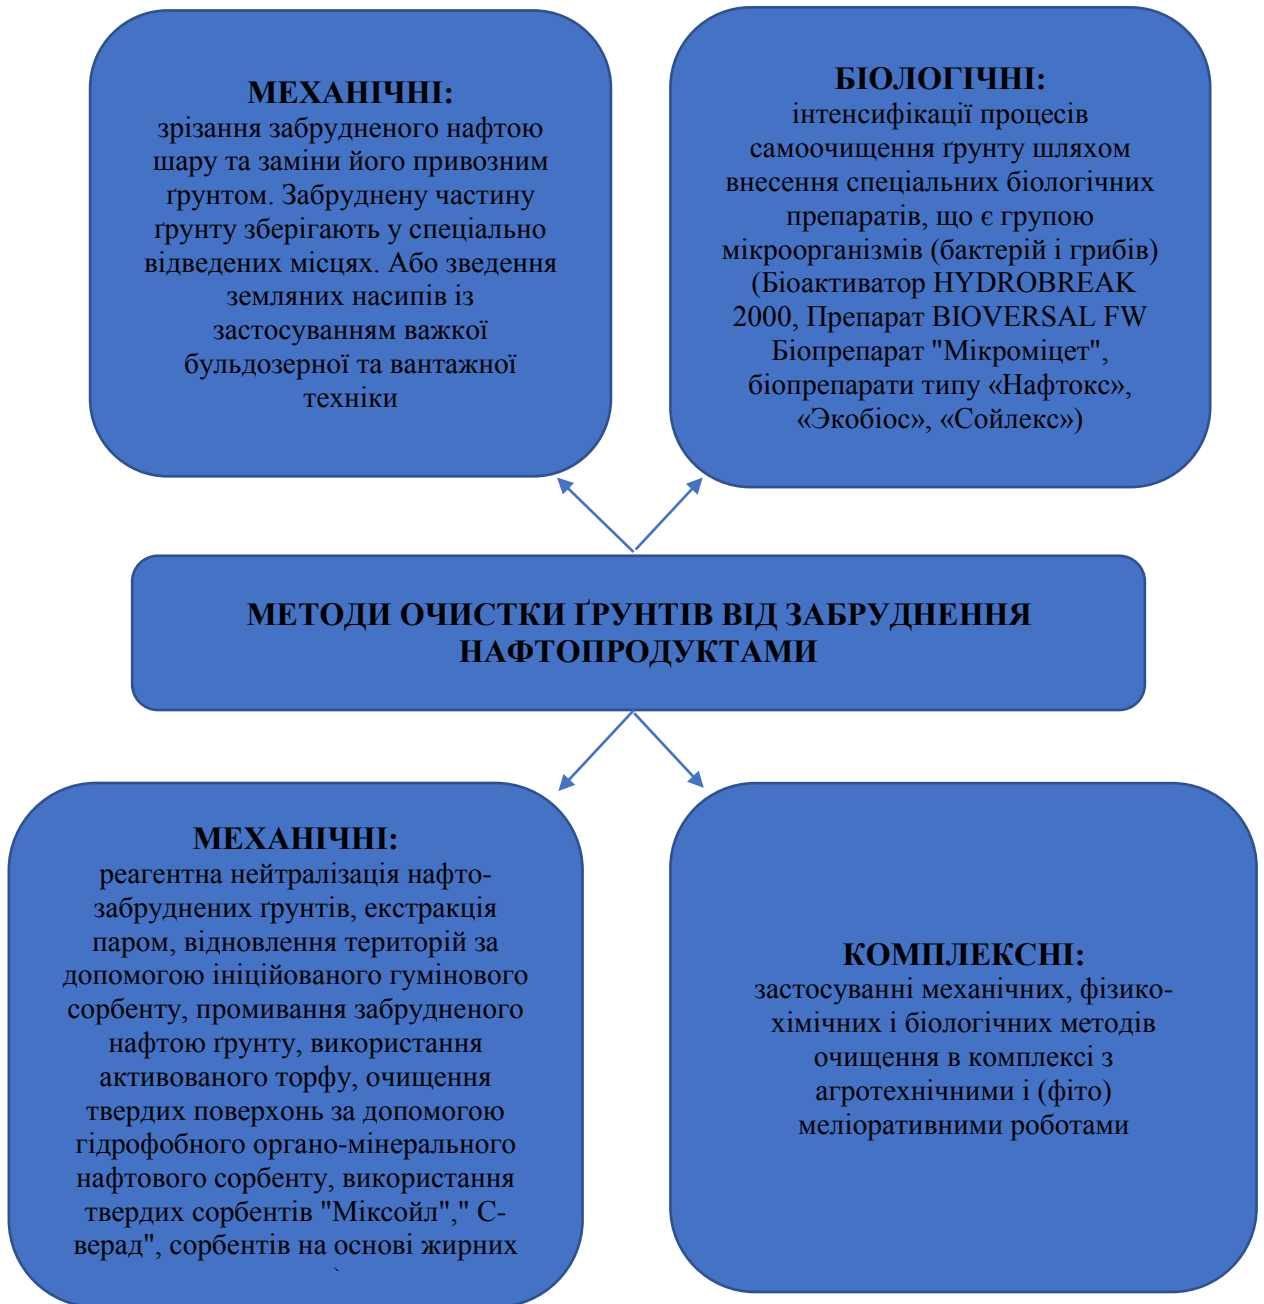 МЕХАНІЧНІ:
зрізання забрудненого нафтою
шару та заміни його привозним
ґрунтом. Забруднену частину
ґрунту зберігають у спеціально
відведених місцях. Або зведення
земляних насипів із
застосуванням важкої
бульдозерної та вантажної
техніки
БІОЛОГІЧНІ:
інтенсифікації процесів
самоочищення ґрунту шляхом
внесення спеціальних біологічних
препаратів, що є групою
мікроорганізмів (бактерій і грибів)
(Біоактиватор HYDROBREAK
2000, Препарат BIOVERSAL FW
Біопрепарат "Мікроміцет",
біопрепарати типу «Нафтокс»,
«Экобіос», «Сойлекс»)
МЕТОДИ ОЧИСТКИ ҐРУНТІВ ВІД ЗАБРУДНЕННЯ
НАФТОПРОДУКТАМИ
МЕХАНІЧНІ:
реагентна нейтралізація нафто-
забруднених ґрунтів, екстракція
паром, відновлення територій за
допомогою ініційованого гумінового
сорбенту, промивання забрудненого
нафтою ґрунту, використання
активованого торфу, очищення
твердих поверхонь за допомогою
гідрофобного органо-мінерального
нафтового сорбенту, використання
твердих сорбентів "Міксойл"," С-
верад", сорбентів на основі жирних
КОМПЛЕКСНІ:
застосуванні механічних, фізико-
хімічних і біологічних методів
очищення в комплексі з
агротехнічними і (фіто)
меліоративними роботами